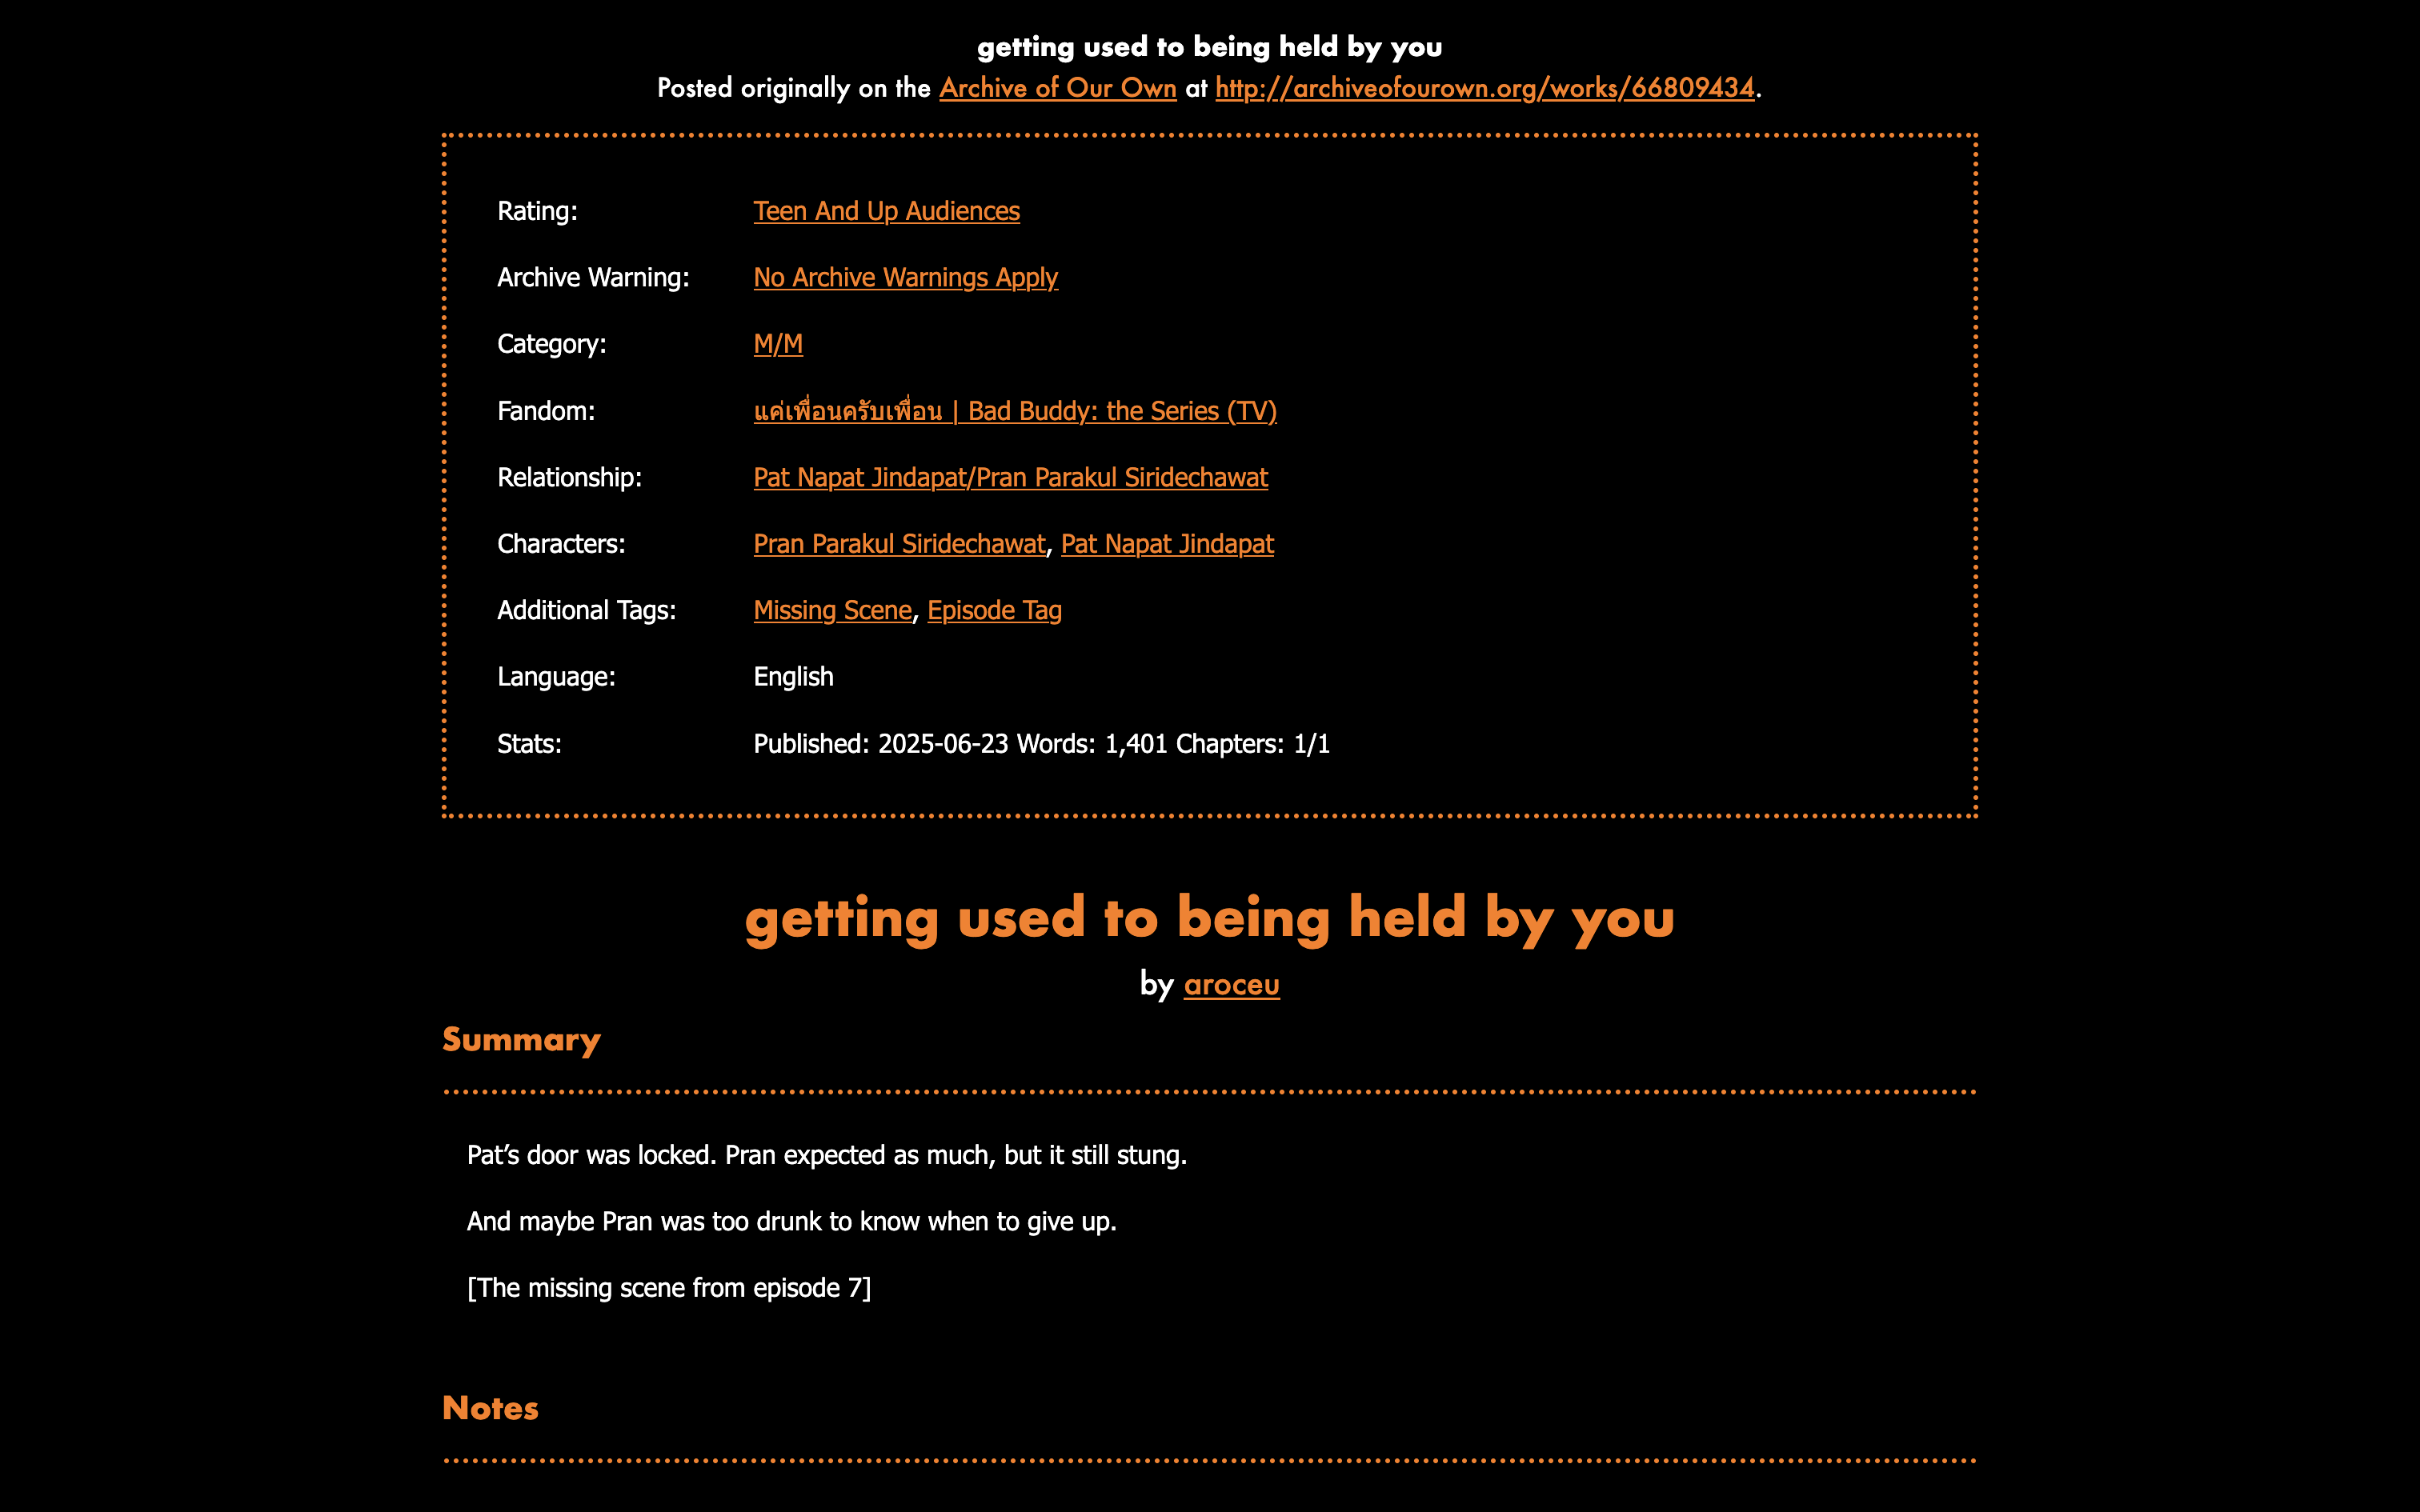 getting used to being held by you
Posted originally on the Archive of Our Own at http://archiveofourown.org/works/66809434.
Rating: Teen And Up Audiences
Archive Warning: No Archive Warnings Apply
Category: M/M
Fandom: แค่เพื่อนครับเพื่อน | Bad Buddy: the Series (TV)
Relationship: Pat Napat Jindapat/Pran Parakul Siridechawat
Characters: Pran Parakul Siridechawat, Pat Napat Jindapat
Additional Tags: Missing Scene, Episode Tag
Language: English
Stats: Published: 2025-06-23 Words: 1,401 Chapters: 1/1
getting used to being held by you
by aroceu
Summary
Pat’s door was locked. Pran expected as much, but it still stung.
And maybe Pran was too drunk to know when to give up.
[The missing scene from episode 7]
Notes